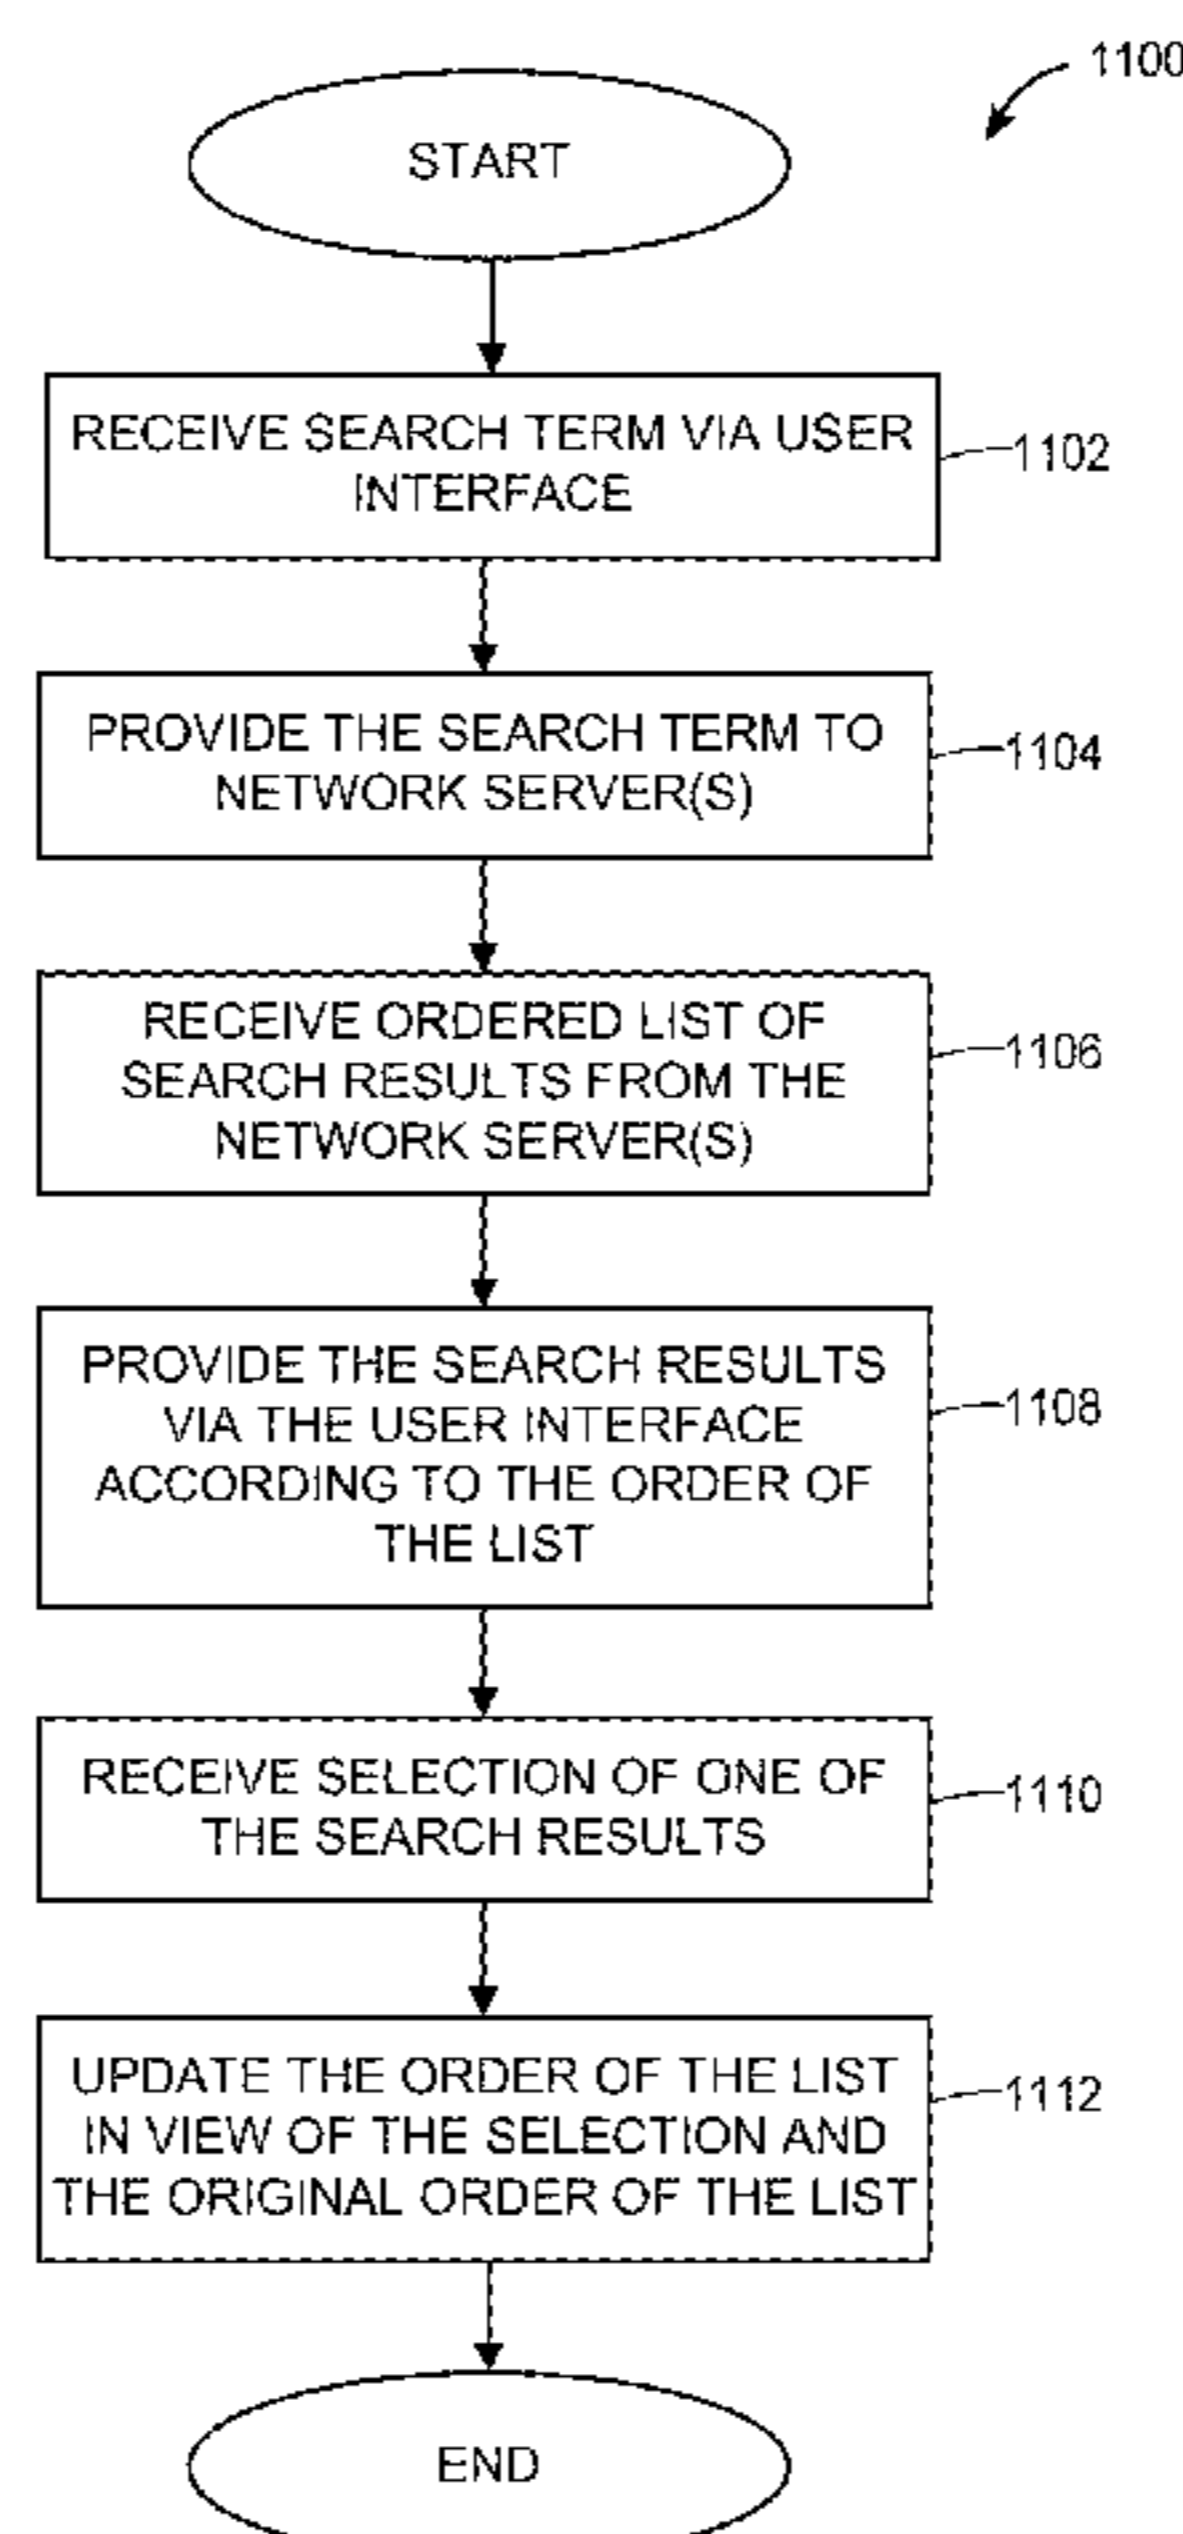 1100
START
RECEIVE SEARCH TERM VIA USER
INTERFACE
1102
PROVIDE THE SEARCH TERM TO
NETWORK SERVER(S)
1104
RECEIVE ORDERED LIST OF
SEARCH RESULTS FROM THE
NETWORK SERVER(S)
1106
PROVIDE THE SEARCH RESULTS
VIA THE USER INTERFACE
ACCORDING TO THE ORDER OF
THE LIST
1108
RECEIVE SELECTION OF ONE OF
THE SEARCH RESULTS
1110
UPDATE THE ORDER OF THE LIST
IN VIEW OF THE SELECTION AND
THE ORIGINAL ORDER OF THE LIST
1112
END